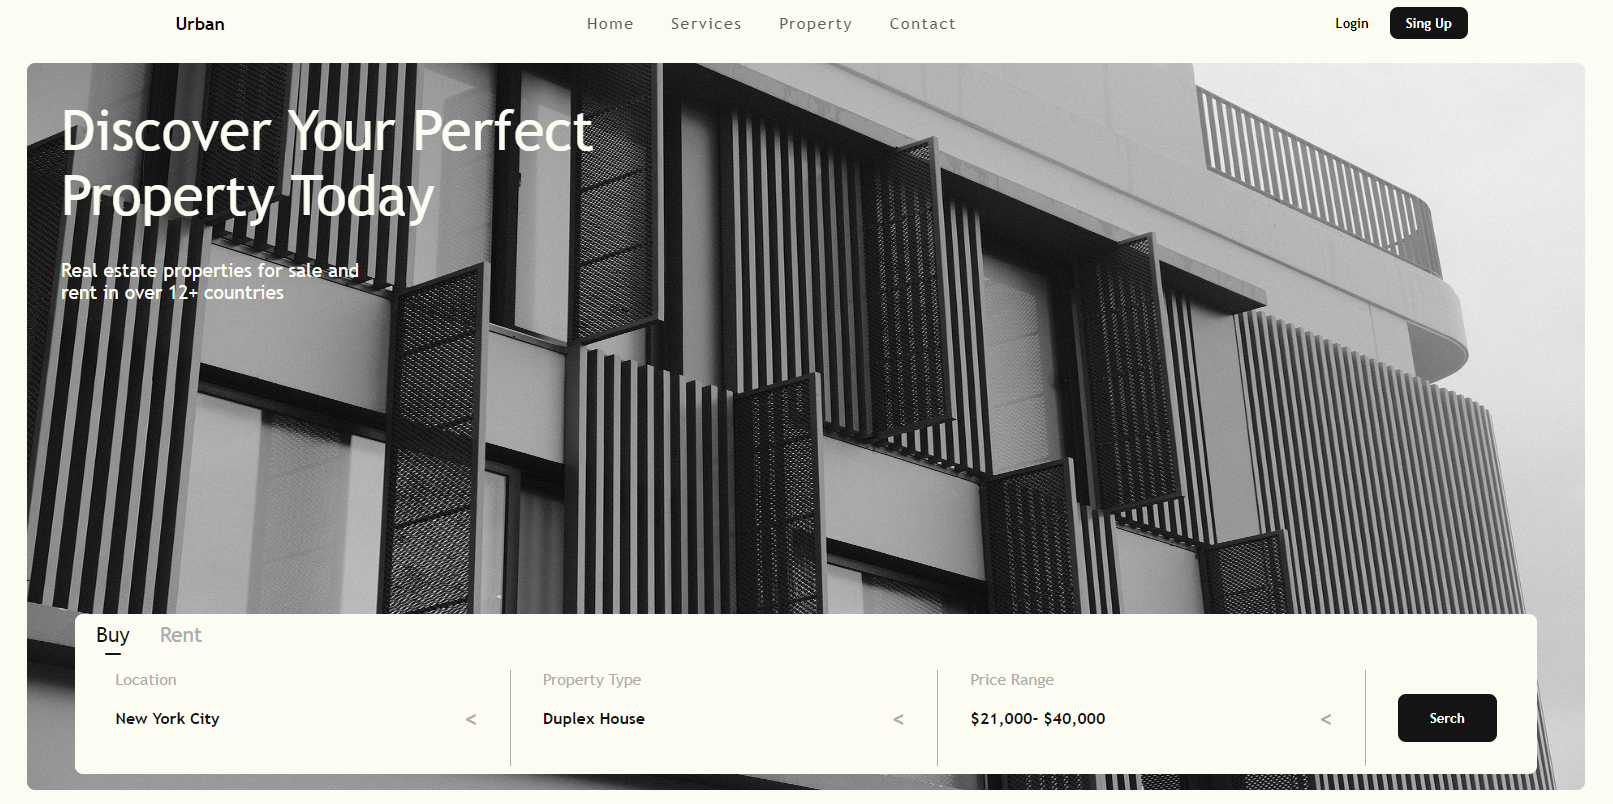 Urban
Home Services Property Contact
Login Sing Up
Discover Your Perfect
Property Today
Real estate properties for sale and
rent in over 12+ countries
Buy Rent
Location
New York City <
Property Type
Duplex House <
Price Range
$21,000- $40,000 <
Serch